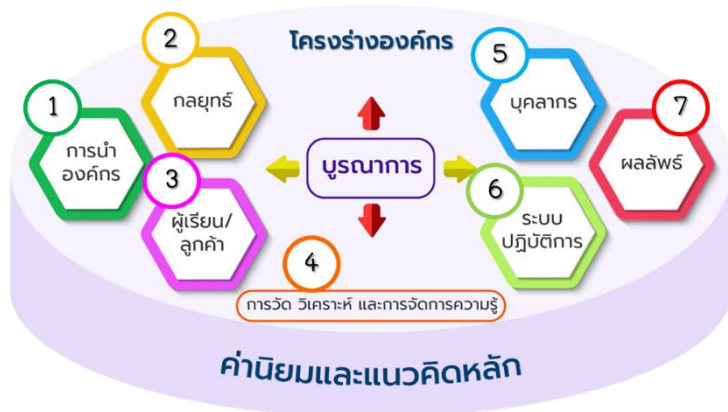 โครงร่างองค์กร
1
การนำ
องค์กร
2
กลยุทธ์
3
ผู้เรียน/
ลูกค้า
บูรณาการ
4
การวัด วิเคราะห์ และการจัดการความรู้
5
บุคลากร
6
ระบบ
ปฏิบัติการ
7
ผลลัพธ์
ค่านิยมและแนวคิดหลัก